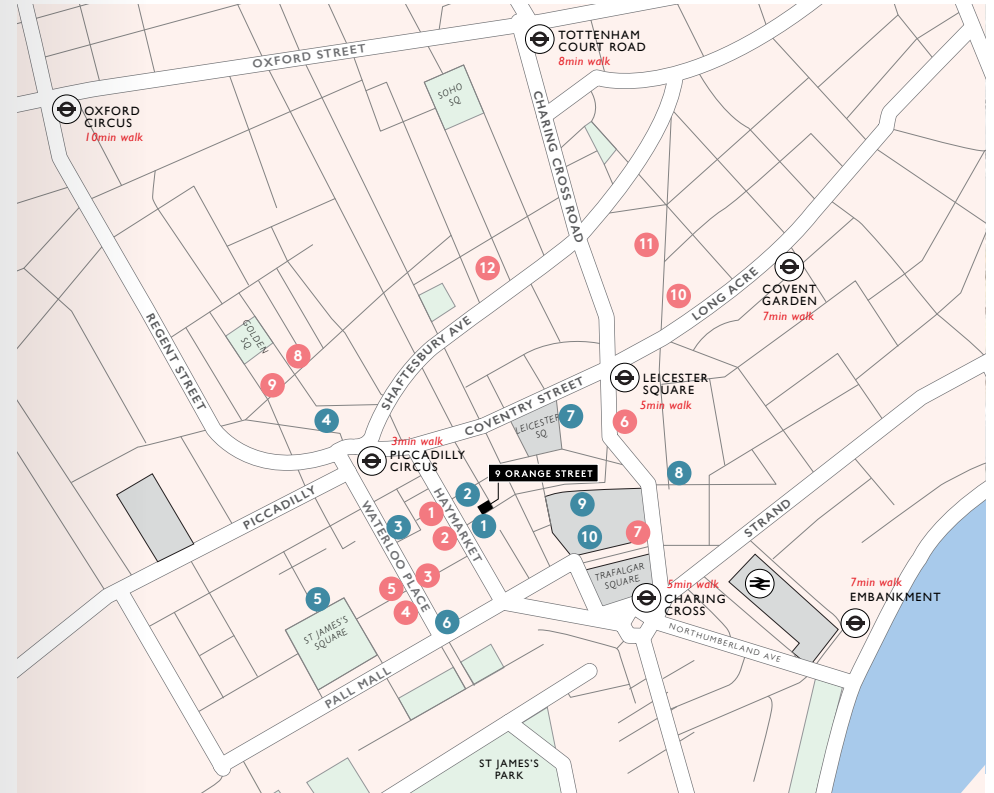 TOTTENHAM
COURT ROAD
8min walk
OXFORD STREET
SOHO
SQ
OXFORD
CIRCUS
10min walk
CHARING CROSS ROAD
11
12
COVENT
GARDEN
7min walk
10
LONG ACRE
REGENT STREET
GOLDEN
SQ
8
9
SHAFTESBURY AVE
LEICESTER
SQUARE
5min walk
4
COVENTRY STREET
LEICESTER
SQ
7
6
3min walk
PICCADILLY
CIRCUS
9 ORANGE STREET
8
PICCADILLY
WATERLOO PLACE
HAYMARKET
2
1
3
1
2
9
10
7
STRAND
TRAFALGAR
SQUARE
5min walk
CHARING
CROSS
7min walk
EMBANKMENT
3
5
4
5
6
ST JAMES'S
SQUARE
NORTHUMBERLAND AVE
PALL MALL
ST JAMES'S
PARK